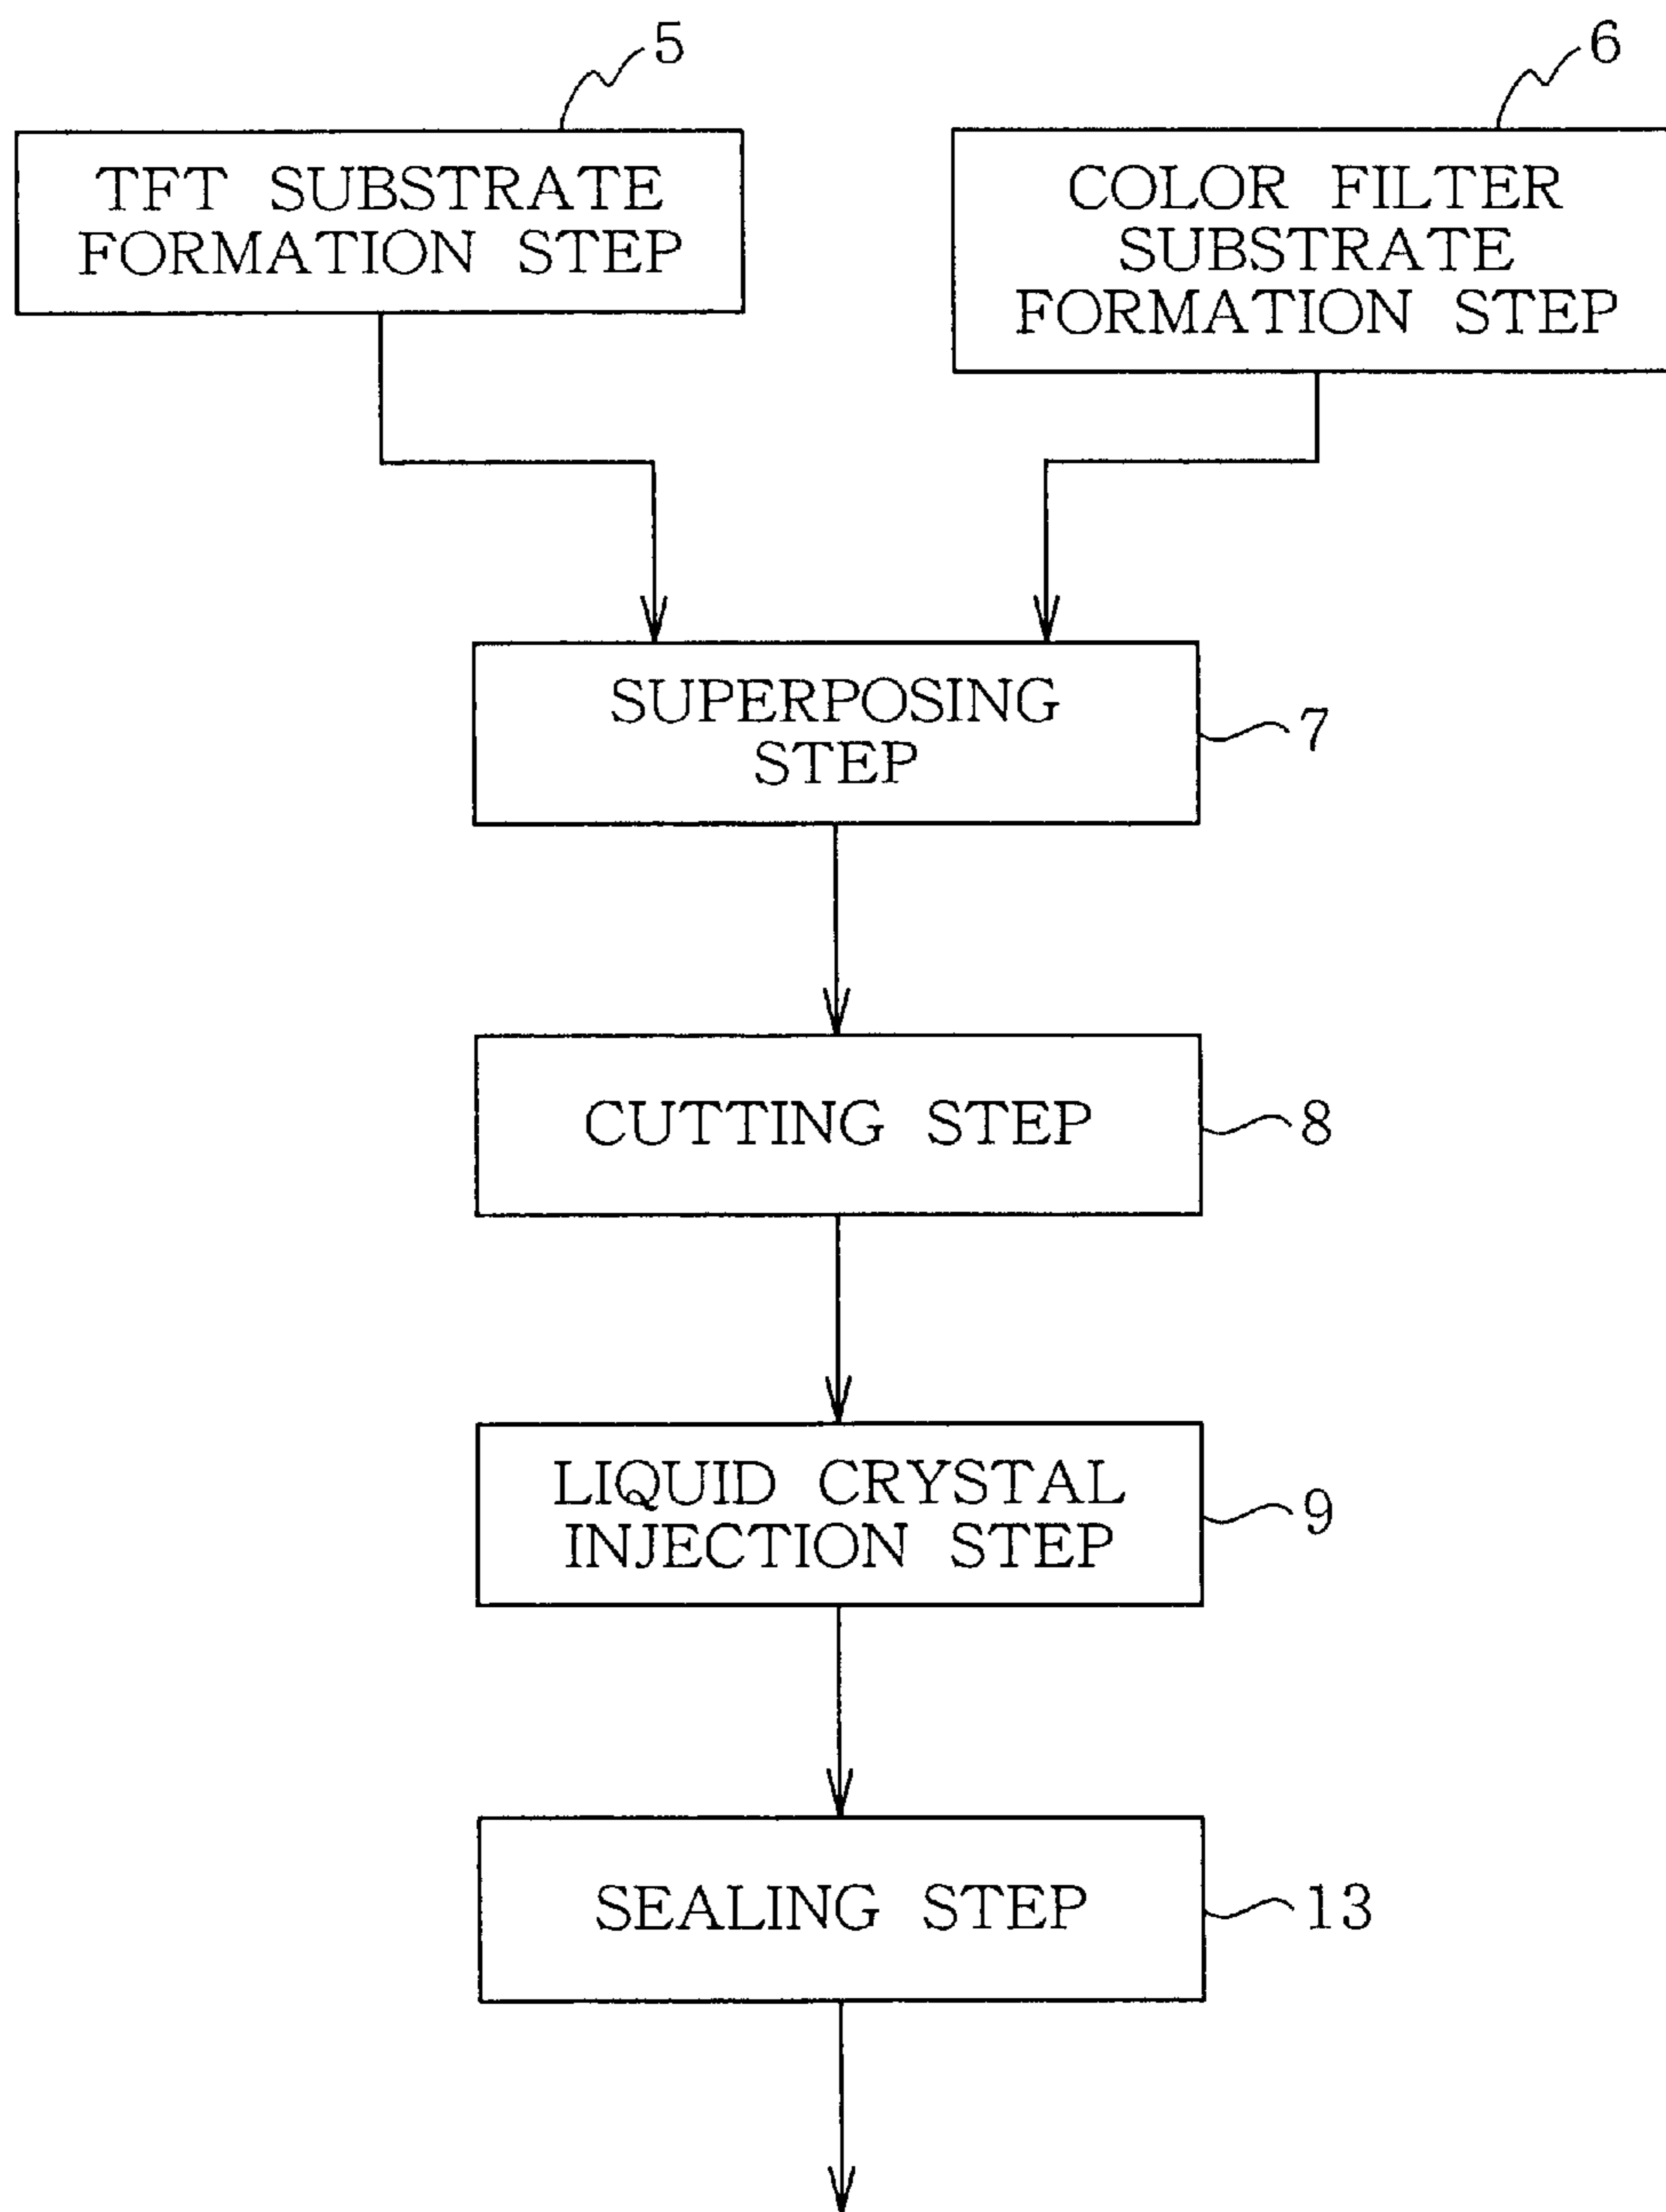 5
6
TFT SUBSTRATE
FORMATION STEP
COLOR FILTER
SUBSTRATE
FORMATION STEP
SUPERPOSING
STEP
7
CUTTING STEP
8
LIQUID CRYSTAL
INJECTION STEP
9
SEALING STEP
13